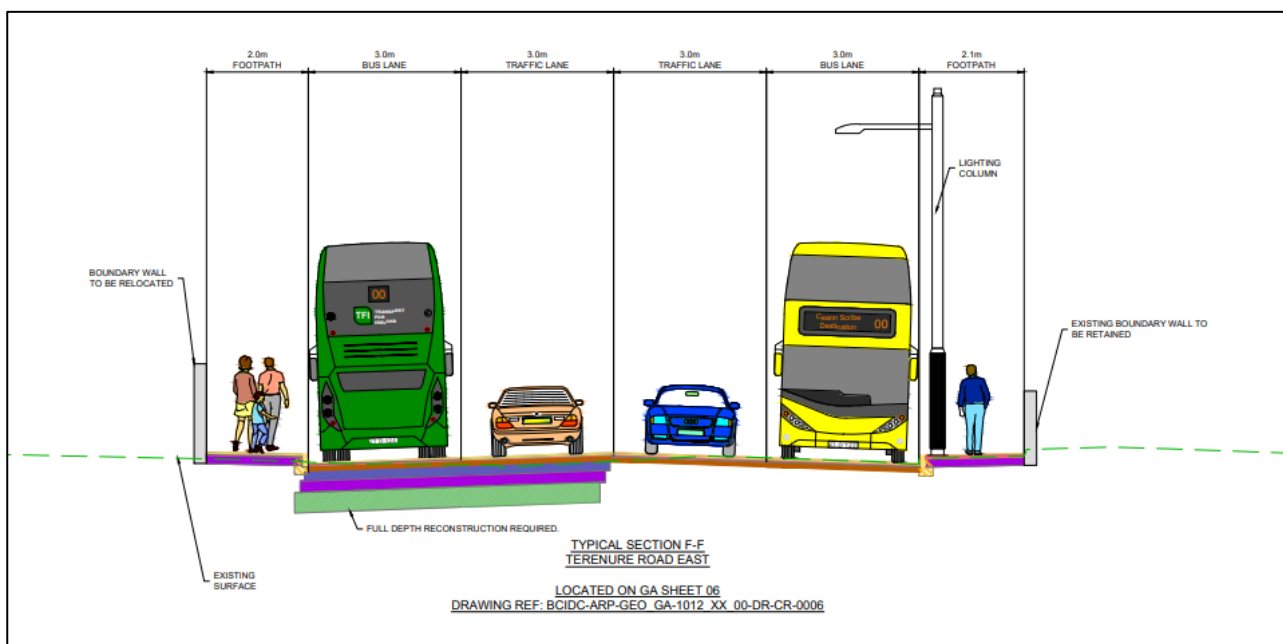 2.0m
FOOTPATH
3.0m
BUS LANE
3.0m
TRAFFIC LANE
3.0m
TRAFFIC LANE
3.0m
BUS LANE
2.1m
FOOTPATH
LIGHTING
COLUMN
BOUNDARY WALL
TO BE RELOCATED
00
TFI
TRANSPORT
FOR
IRELAND
Destination
00
EXISTING BOUNDARY WALL TO
BE RETAINED
FULL DEPTH RECONSTRUCTION REQUIRED.
EXISTING
SURFACE
TYPICAL SECTION F-F
TERENURE ROAD EAST
LOCATED ON GA SHEET 06
DRAWING REF: BCIDC-ARP-GEO_GA-1012_XX_00-DR-CR-0006